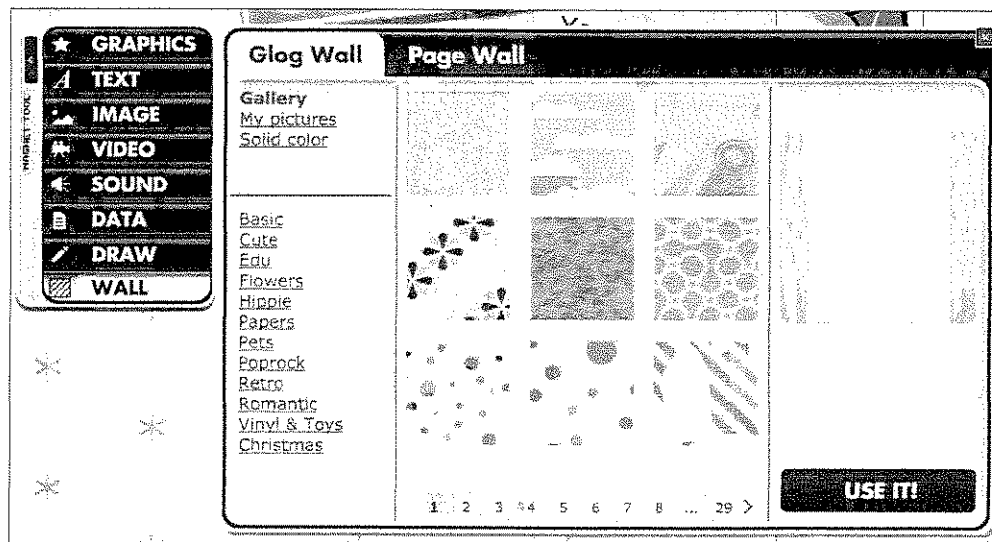 GRAPHICS
TEXT
IMAGE
VIDEO
SOUND
DATA
DRAW
WALL
MAGNET TOOL
Glog Wall
Page Wall
Gallery
My pictures
Solid color
Basic
Cute
Edu
Flowers
Hippie
Papers
Pets
Poprock
Retro
Romantic
Vinyl & Toys
Christmas
1 2 3 4 5 6 7 8 ... 29 >
USE IT!